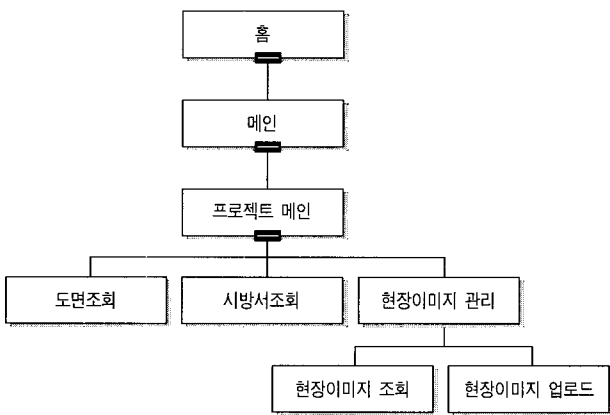 홈
메인
프로젝트 메인
도면조회
시방서조회
현장이미지 관리
현장이미지 조회
현장이미지 업로드